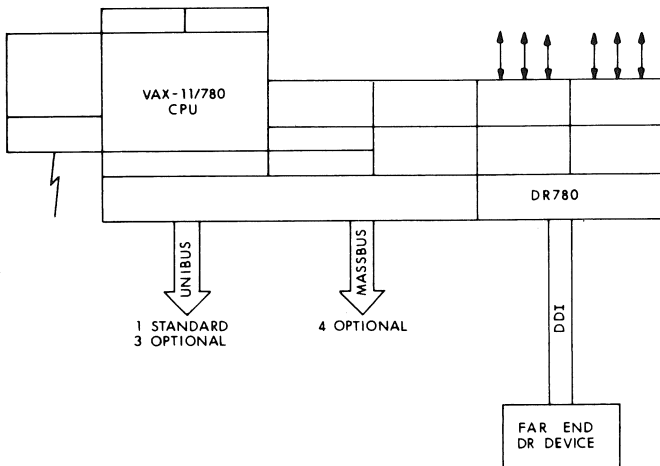 VAX-11/780
CPU
DR780
UNIBUS
MASSBUS
1 STANDARD
3 OPTIONAL
4 OPTIONAL
DDI
FAR END
DR DEVICE